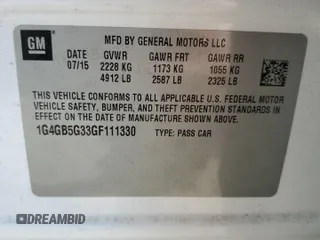 GM
MFD BY GENERAL MOTORS LLC
07/15 GVWR GAWR FRT GAWR RR
2228 KG 1173 KG 1055 KG
4912 LB 2587 LB 2325 LB
THIS VEHICLE CONFORMS TO ALL APPLICABLE U.S. FEDERAL MOTOR
VEHICLE SAFETY, BUMPER, AND THEFT PREVENTION STANDARDS
IN EFFECT ON THE DATE OF MANUFACTURE SHOWN ABOVE.
1G4GB5G33GF111330 TYPE: PASS CAR
DREAMBID